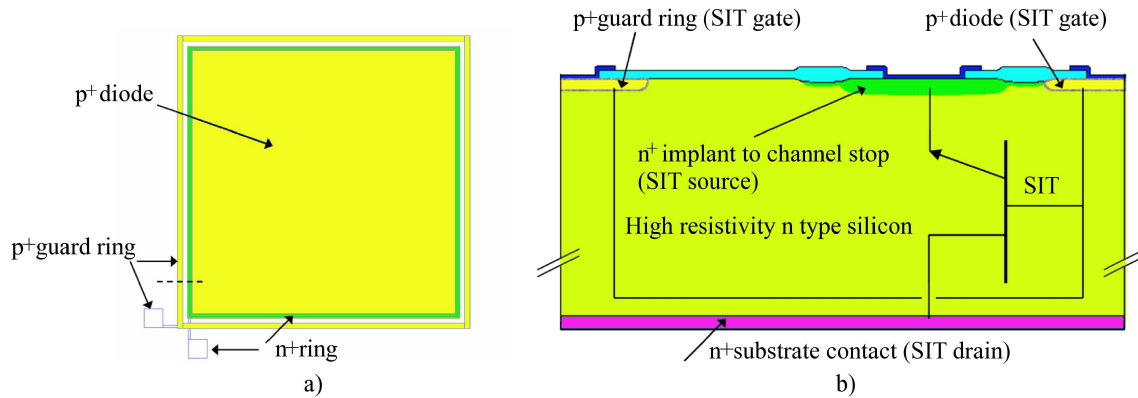 p+diode
p+guard ring
n+ring
a)
p+guard ring (SIT gate)
p+diode (SIT gate)
n+ implant to channel stop
(SIT source)
SIT
High resistivity n type silicon
n+substrate contact (SIT drain)
b)